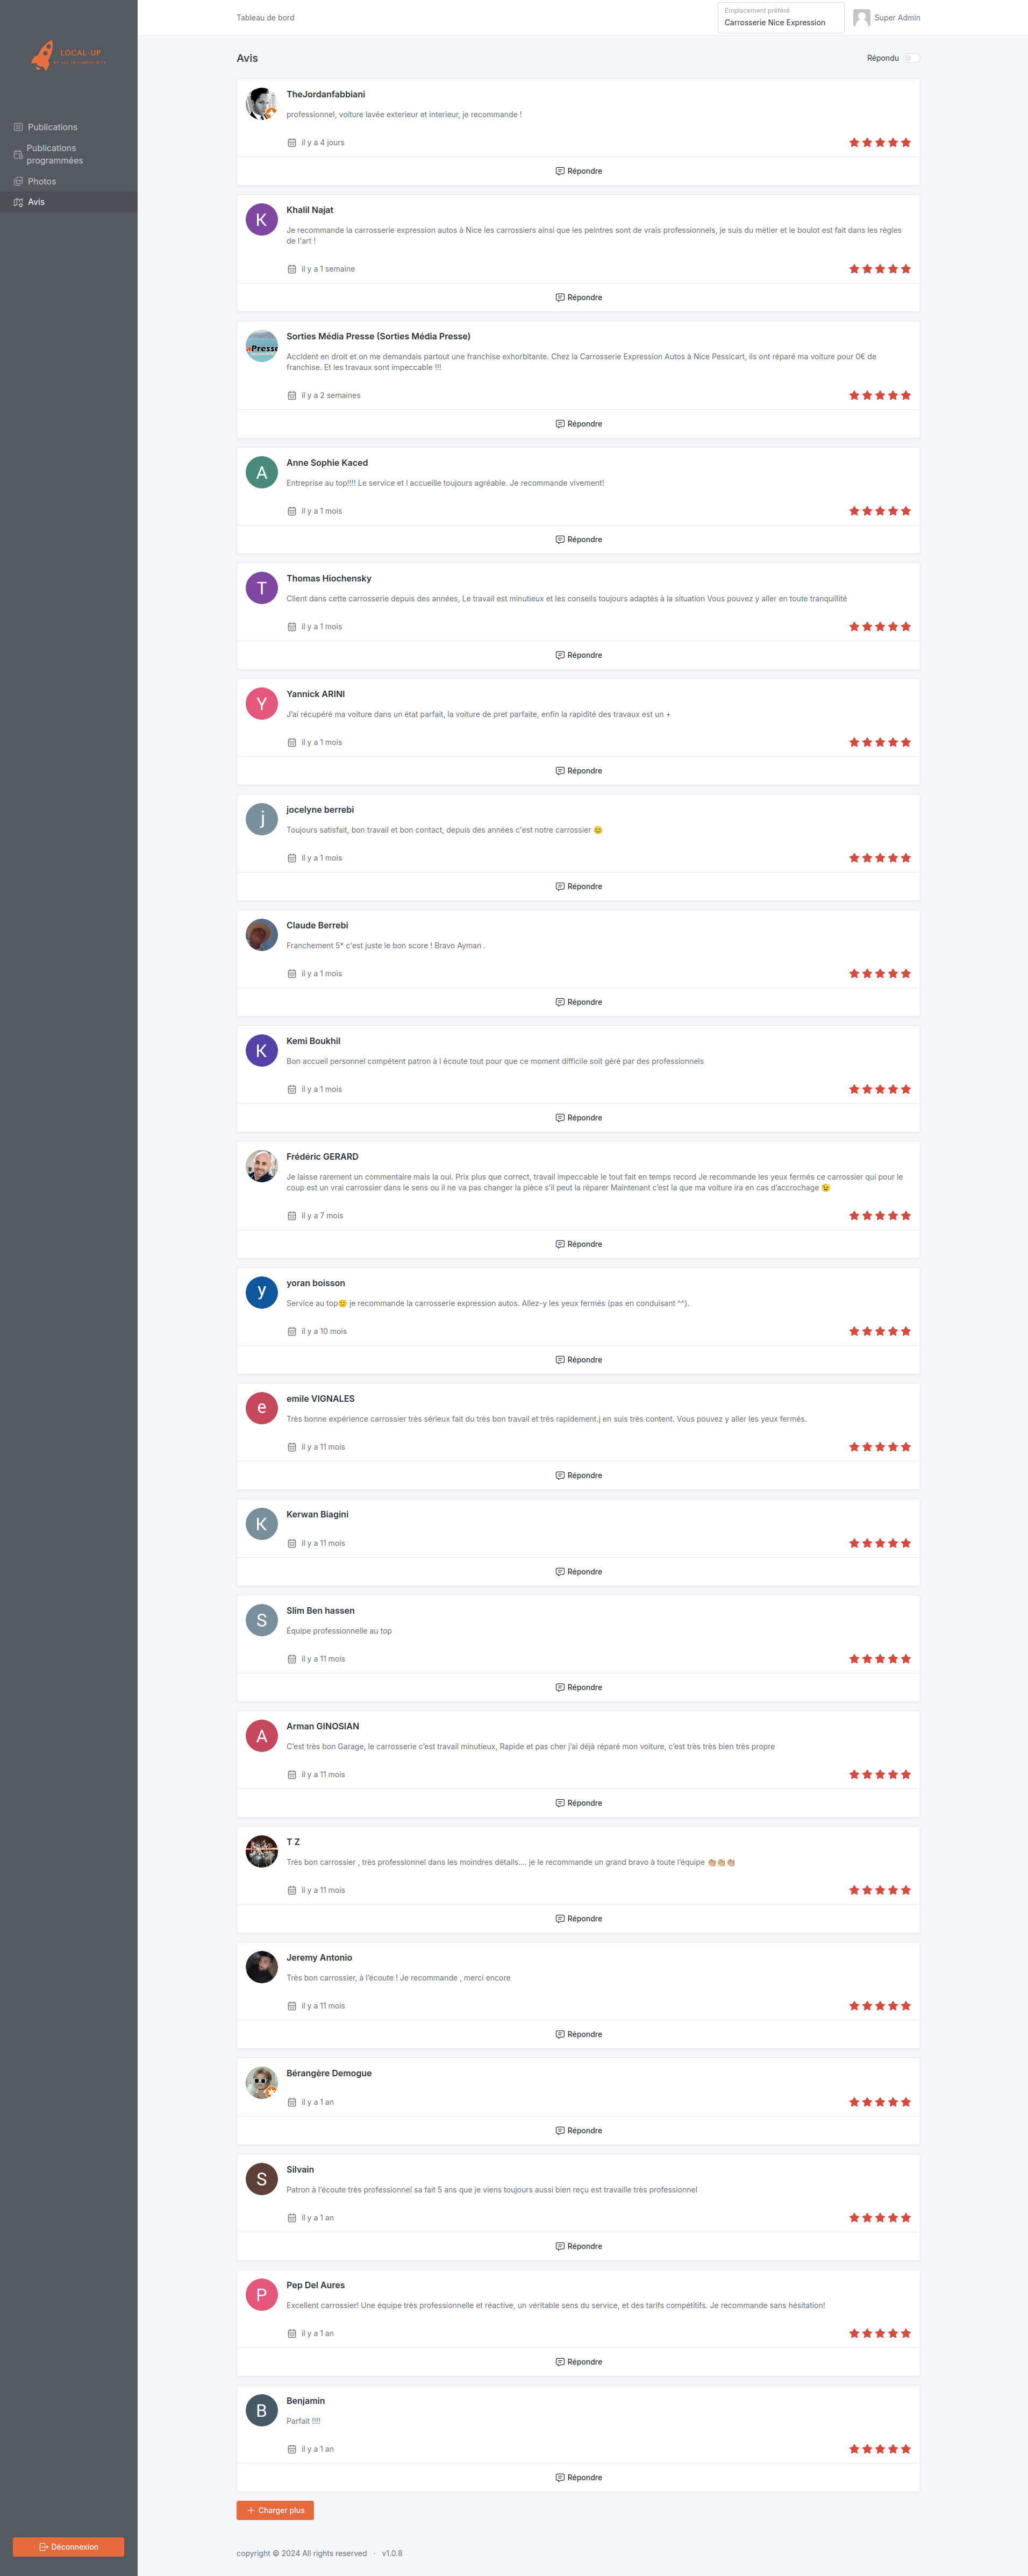 LOCAL-UP
BY ALL IN COMPOSANTS
Publications
Publications
programmées
Photos
Avis
Déconnexion
Tableau de bord
Emplacement préféré
Carrosserie Nice Expression
Super Admin
Avis
Répondu
TheJordanfabbiani
professionnel, voiture lavée exterieur et interieur, je recommande !
il y a 4 jours
Répondre
K
Khalil Najat
Je recommande la carrosserie expression autos à Nice les carrossiers ainsi que les peintres sont de vrais professionnels, je suis du métier et le boulot est fait dans les règles
de l'art !
il y a 1 semaine
Répondre
aPresse
Sorties Média Presse (Sorties Média Presse)
AccIdent en droit et on me demandais partout une franchise exhorbitante. Chez la Carrosserie Expression Autos à Nice Pessicart, ils ont réparé ma voiture pour 0€ de
franchise. Et les travaux sont impeccable !!!
il y a 2 semaines
Répondre
A
Anne Sophie Kaced
Entreprise au top!!!! Le service et l accueille toujours agréable. Je recommande vivement!
il y a 1 mois
Répondre
T
Thomas Hiochensky
Client dans cette carrosserie depuis des années, Le travail est minutieux et les conseils toujours adaptés à la situation Vous pouvez y aller en toute tranquillité
il y a 1 mois
Répondre
Y
Yannick ARINI
J'ai récupéré ma voiture dans un état parfait, la voiture de pret parfaite, enfin la rapidité des travaux est un +
il y a 1 mois
Répondre
j
jocelyne berrebi
Toujours satisfait, bon travail et bon contact, depuis des années c'est notre carrossier 😊
il y a 1 mois
Répondre
Claude Berrebi
Franchement 5* c'est juste le bon score ! Bravo Ayman .
il y a 1 mois
Répondre
K
Kemi Boukhil
Bon accueil personnel compétent patron à l écoute tout pour que ce moment difficile soit géré par des professionnels
il y a 1 mois
Répondre
Frédéric GERARD
Je laisse rarement un commentaire mais la oui. Prix plus que correct, travail impeccable le tout fait en temps record Je recommande les yeux fermés ce carrossier qui pour le
coup est un vrai carrossier dans le sens ou il ne va pas changer la pièce s'il peut la réparer Maintenant c'est la que ma voiture ira en cas d'accrochage 😉
il y a 7 mois
Répondre
y
yoran boisson
Service au top🙂 je recommande la carrosserie expression autos. Allez-y les yeux fermés (pas en conduisant ^^).
il y a 10 mois
Répondre
e
emile VIGNALES
Très bonne expérience carrossier très sérieux fait du très bon travail et très rapidement.j en suis très content. Vous pouvez y aller les yeux fermés.
il y a 11 mois
Répondre
K
Kerwan Biagini
il y a 11 mois
Répondre
S
Slim Ben hassen
Équipe professionnelle au top
il y a 11 mois
Répondre
A
Arman GINOSIAN
C'est très bon Garage, le carrosserie c'est travail minutieux, Rapide et pas cher j'ai déjà réparé mon voiture, c'est très très bien très propre
il y a 11 mois
Répondre
T Z
Très bon carrossier , très professionnel dans les moindres détails.... je le recommande un grand bravo à toute l'équipe 👏🏼👏🏼👏🏼
il y a 11 mois
Répondre
Jeremy Antonio
Très bon carrossier, à l'écoute ! Je recommande , merci encore
il y a 11 mois
Répondre
Bérangère Demogue
il y a 1 an
Répondre
S
Silvain
Patron à l'écoute très professionnel sa fait 5 ans que je viens toujours aussi bien reçu est travaille très professionnel
il y a 1 an
Répondre
P
Pep Del Aures
Excellent carrossier! Une équipe très professionnelle et réactive, un véritable sens du service, et des tarifs compétitifs. Je recommande sans hésitation!
il y a 1 an
Répondre
B
Benjamin
Parfait !!!!
il y a 1 an
Répondre
Charger plus
copyright © 2024 All rights reserved · v1.0.8